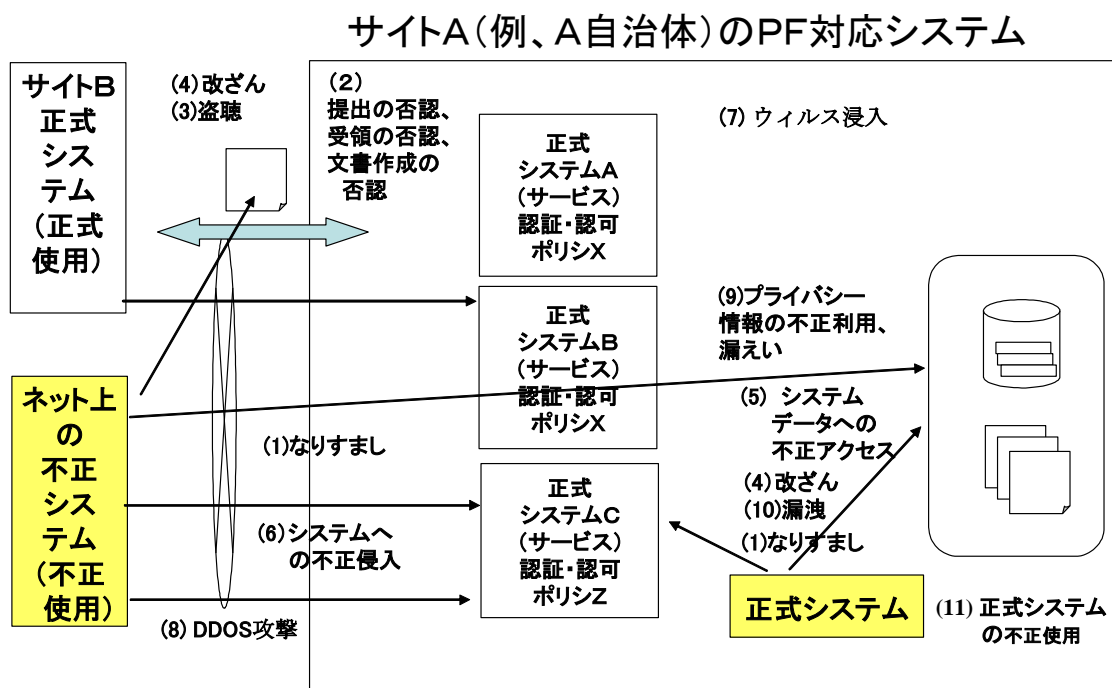 サイトA(例、A自治体)のPF対応システム
サイトB
正式
シス
テム
(正式
使用)
(4)改ざん
(3)盗聴
(2)
提出の否認、
受領の否認、
文書作成の
否認
正式
システムA
(サービス)
認証・認可
ポリシX
(7)ウィルス浸入
正式
システムB
(サービス)
認証・認可
ポリシX
(9)プライバシー
情報の不正利用、
漏えい
ネット上
の
不正
シス
テム
(不正
使用)
(1)なりすまし
(5) システム
データへの
不正アクセス
(4)改ざん
(10)漏洩
(1)なりすまし
正式
システムC
(サービス)
認証・認可
ポリシZ
(6)システムへ
の不正侵入
(8) DDOS攻撃
正式システム
(11) 正式システム
の不正使用